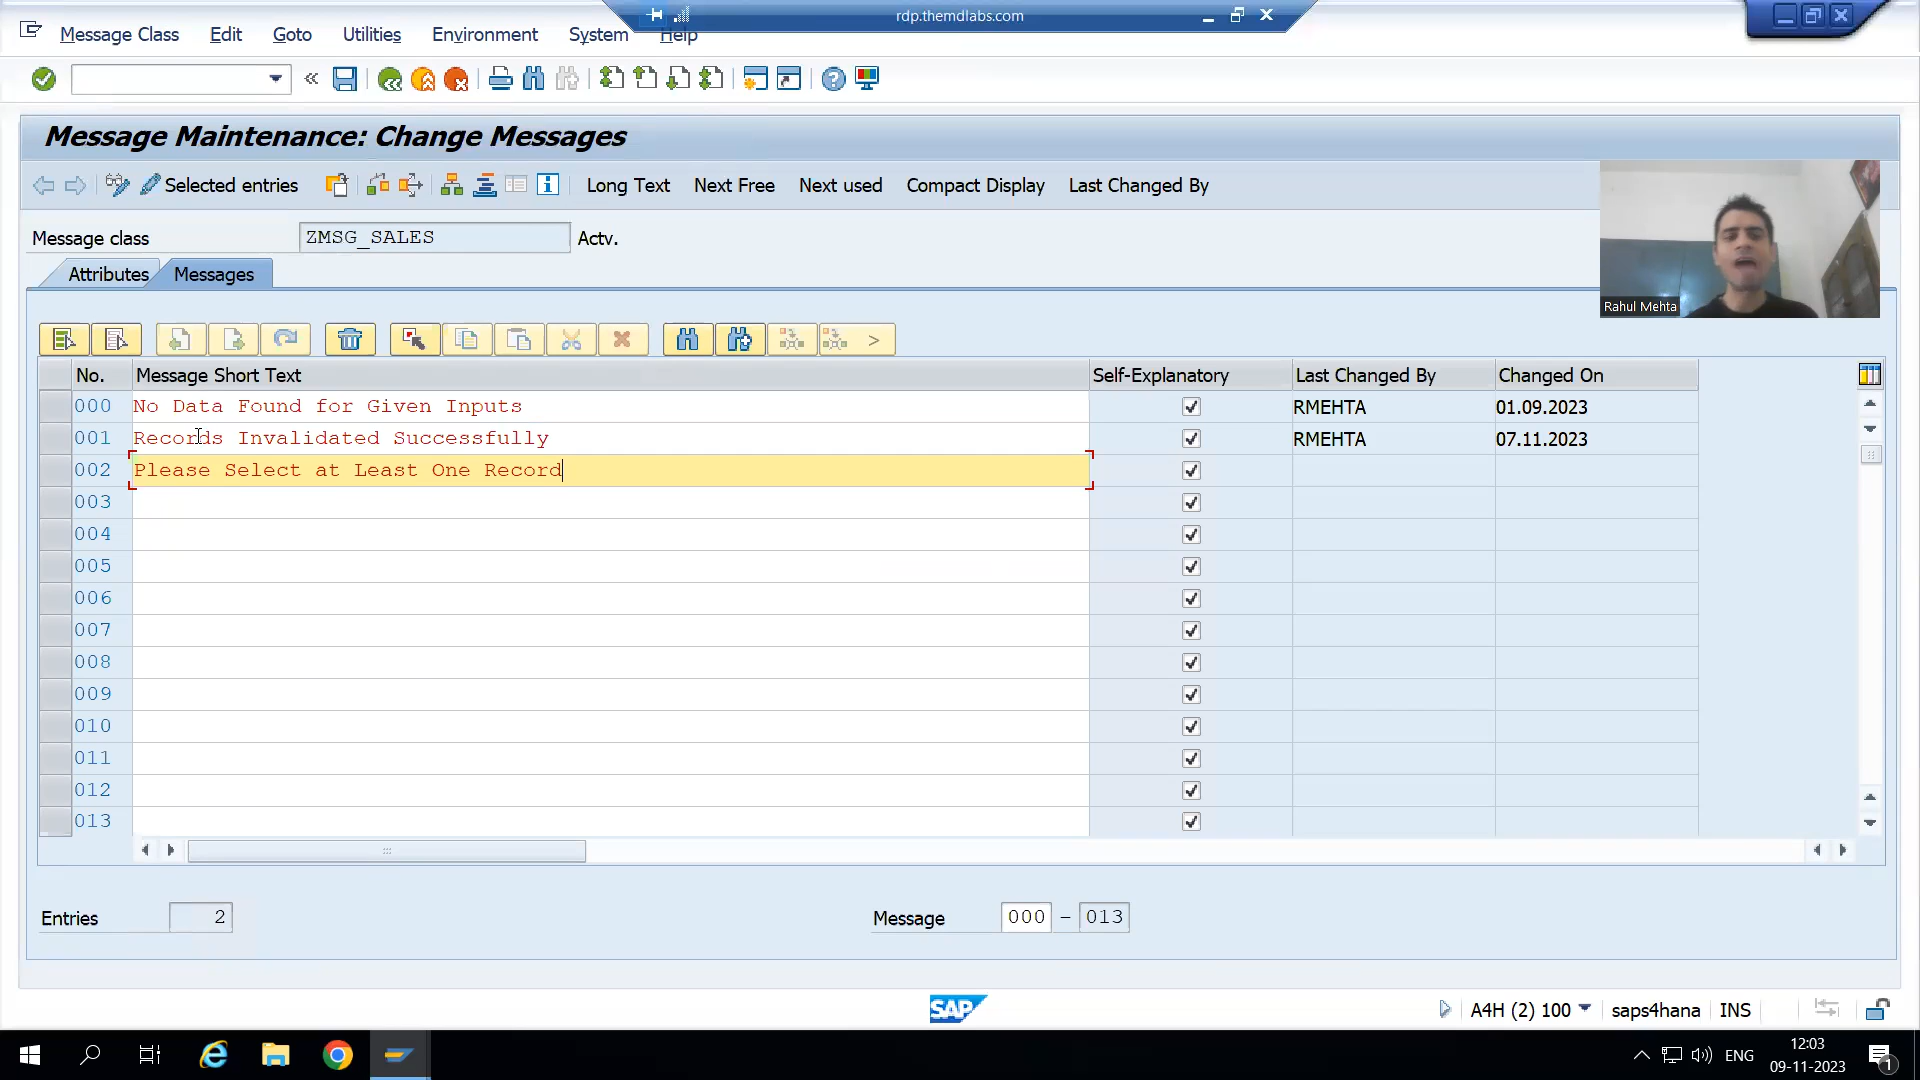 rdp.themdlabs.com
Message Class Edit Goto Utilities Environment System Help
Message Maintenance: Change Messages
Selected entries Long Text Next Free Next used Compact Display Last Changed By
Message class ZMSG_SALES Actv.
Attributes Messages
Rahul Mehta
No. Message Short Text Self-Explanatory Last Changed By Changed On
000 No Data Found for Given Inputs RMEHTA 01.09.2023
001 Records Invalidated Successfully RMEHTA 07.11.2023
002 Please Select at Least One Record
003
004
005
006
007
008
009
010
011
012
013
Entries 2 Message 000 - 013
SAP A4H (2) 100 saps4hana INS
ENG 12:03
09-11-2023
1